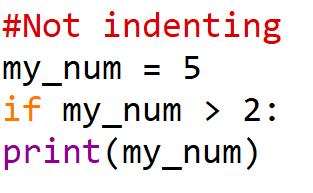 #Not indenting
my_num = 5
if my_num > 2:
print(my_num)